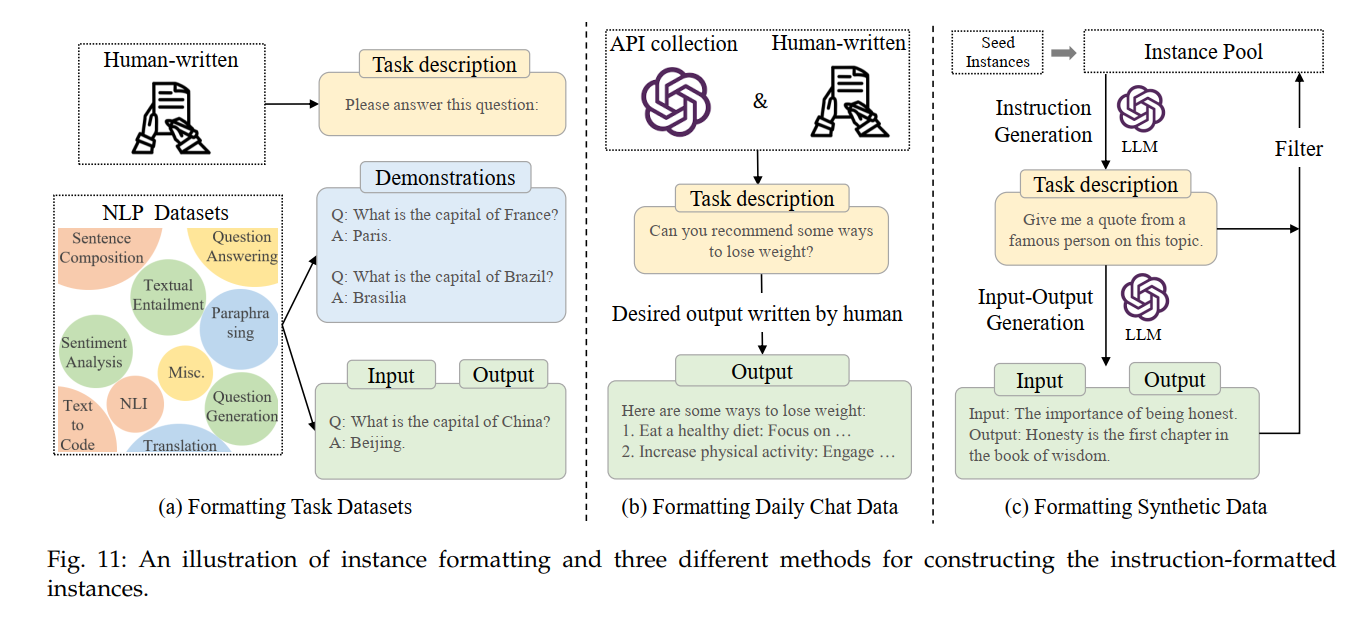 Human-written
Task description
Please answer this question:
NLP  Datasets
Sentence
Composition
Question
Answering
Textual
Entailment
Paraphra
sing
Sentiment
Analysis
Misc.
NLI
Question
Generation
Text
to
Code
Translation
Demonstrations
Q: What is the capital of France?
A: Paris.
Q: What is the capital of Brazil?
A: Brasilia
Input
Output
Q: What is the capital of China?
A: Beijing.
(a) Formatting Task Datasets
API collection
&
Human-written
Task description
Can you recommend some ways
to lose weight?
Desired output written by human
Output
Here are some ways to lose weight:
1. Eat a healthy diet: Focus on …
2. Increase physical activity: Engage …
(b) Formatting Daily Chat Data
Seed
Instances
Instance Pool
Instruction
Generation
LLM
Filter
Task description
Give me a quote from a
famous person on this topic.
Input-Output
Generation
LLM
Input
Output
Input: The importance of being honest.
Output: Honesty is the first chapter in
the book of wisdom.
(c) Formatting Synthetic Data
Fig. 11: An illustration of instance formatting and three different methods for constructing the instruction-formatted
instances.